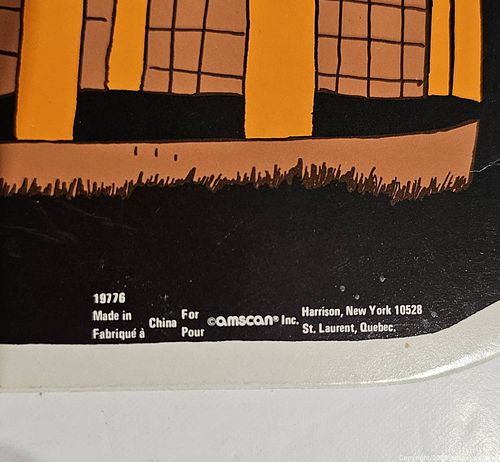 19776
Made in China For ©amscan® Inc. Harrison, New York 10528
Fabriqué à Pour St. Laurent, Quebec.